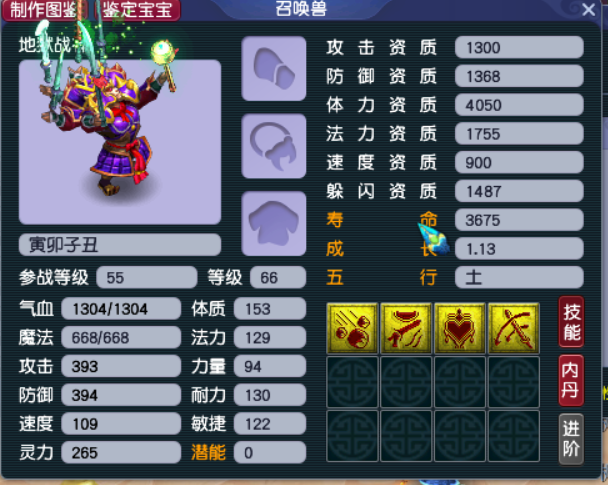 制作图鉴 鉴定宝宝 召唤兽
地狱战
攻击资质 1300
防御资质 1368
体力资质 4050
法力资质 1755
速度资质 900
躲闪资质 1487
寿命 3675
成长 1.13
五行 土
寅卯子丑
参战等级 55 等级 66
气血 1304/1304 体质 153
魔法 668/668 法力 129
攻击 393 力量 94
防御 394 耐力 130
速度 109 敏捷 122
灵力 265 潜能 0
技能
内丹
进阶